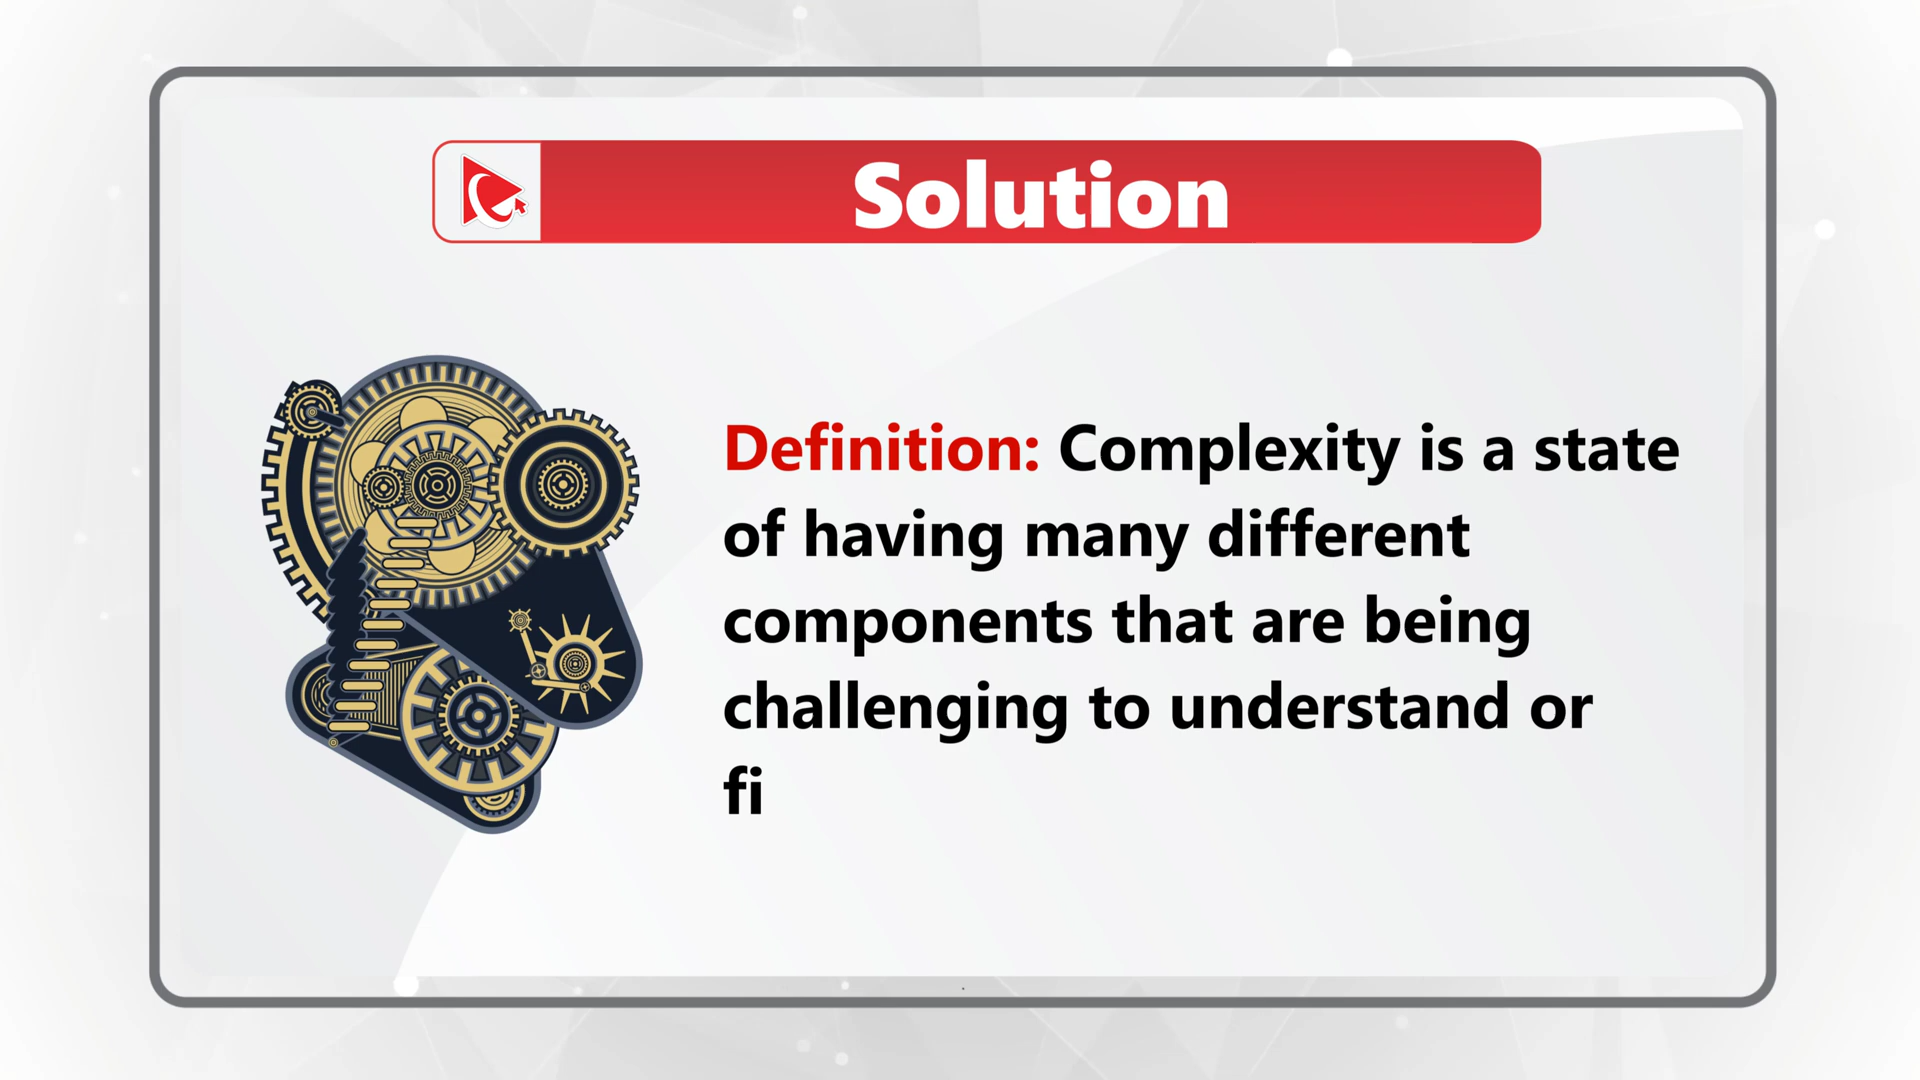 Solution
Definition: Complexity is a state
of having many different
components that are being
challenging to understand or
fi